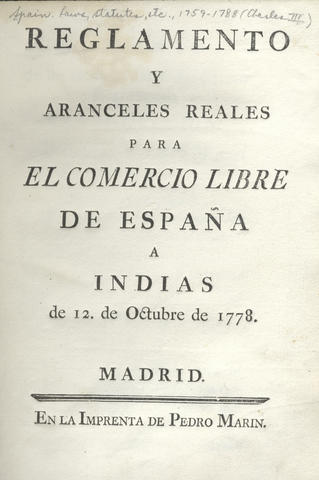 Spain. Laws, statutes, etc., 1759-1788 (Charles III)
REGLAMENTO
Y
ARANCELES REALES
PARA
EL COMERCIO LIBRE
DE ESPAÑA
A
INDIAS
de 12. de Octubre de 1778.
MADRID.
EN LA IMPRENTA DE PEDRO MARIN.